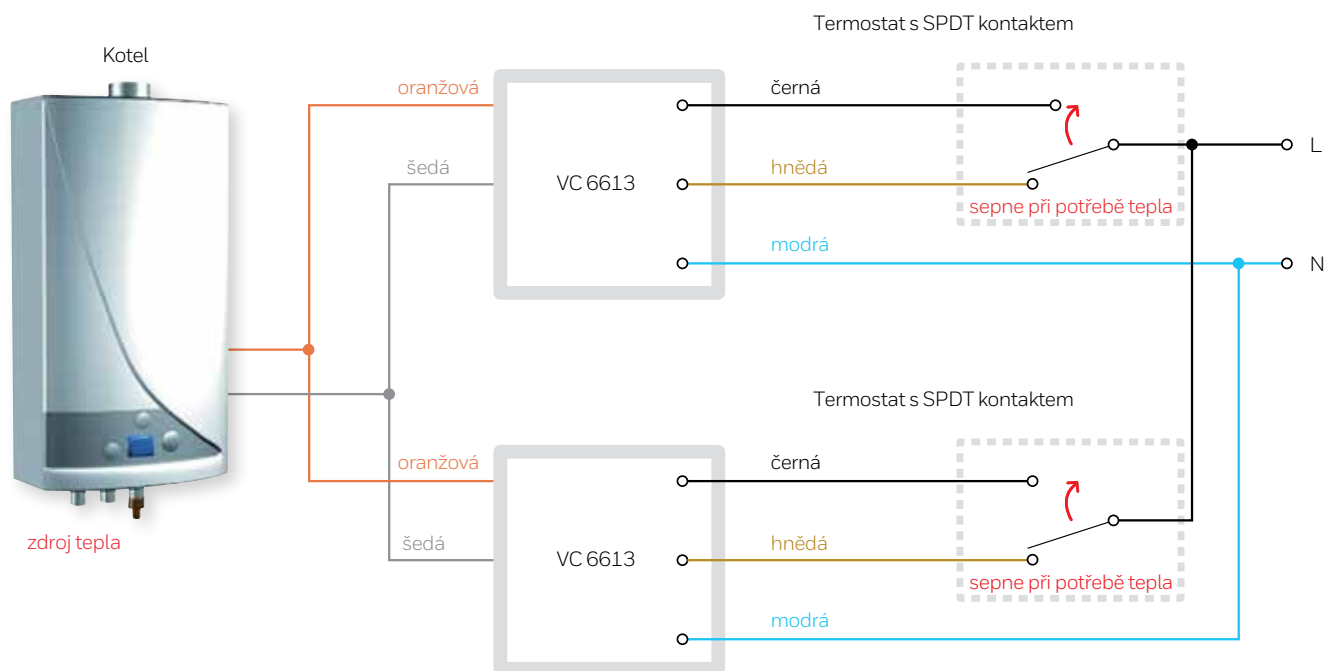 Termostat s SPDT kontaktem
Kotel
oranžová
černá
šedá
VC 6613
hnědá
L
sepne při potřebě tepla
modrá
N
Termostat s SPDT kontaktem
oranžová
černá
zdroj tepla
šedá
VC 6613
hnědá
sepne při potřebě tepla
modrá